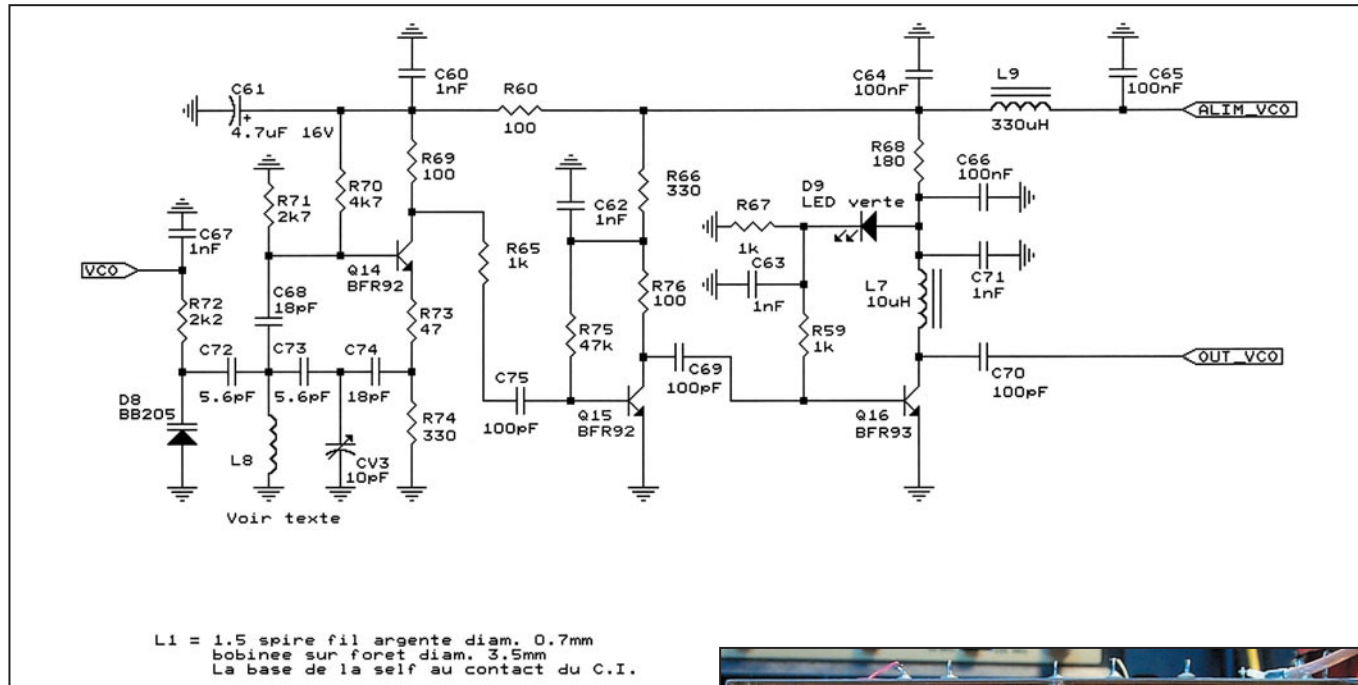 C60
1nF
C64
100nF
L9
330uH
C65
100nF
C61
4.7uF 16V
R60
100
ALIM_VCO
R69
100
R68
180
R71
2k7
R70
4k7
C62
1nF
R66
330
D9
LED verte
C66
100nF
C67
1nF
R67
1k
VCO
R65
1k
Q14
BFR92
C63
1nF
C71
1nF
L7
10uH
R72
2k2
C68
18pF
R73
47
R76
100
R75
47k
R59
1k
C72
5.6pF
C73
5.6pF
C74
18pF
C69
100pF
C70
100pF
OUT_VCO
C75
100pF
D8
BB205
R74
330
Q15
BFR92
Q16
BFR93
L8
CV3
10pF
Voir texte
L1 = 1.5 spire fil argente diam. 0.7mm
bobinee sur foret diam. 3.5mm
La base de la self au contact du C.I.